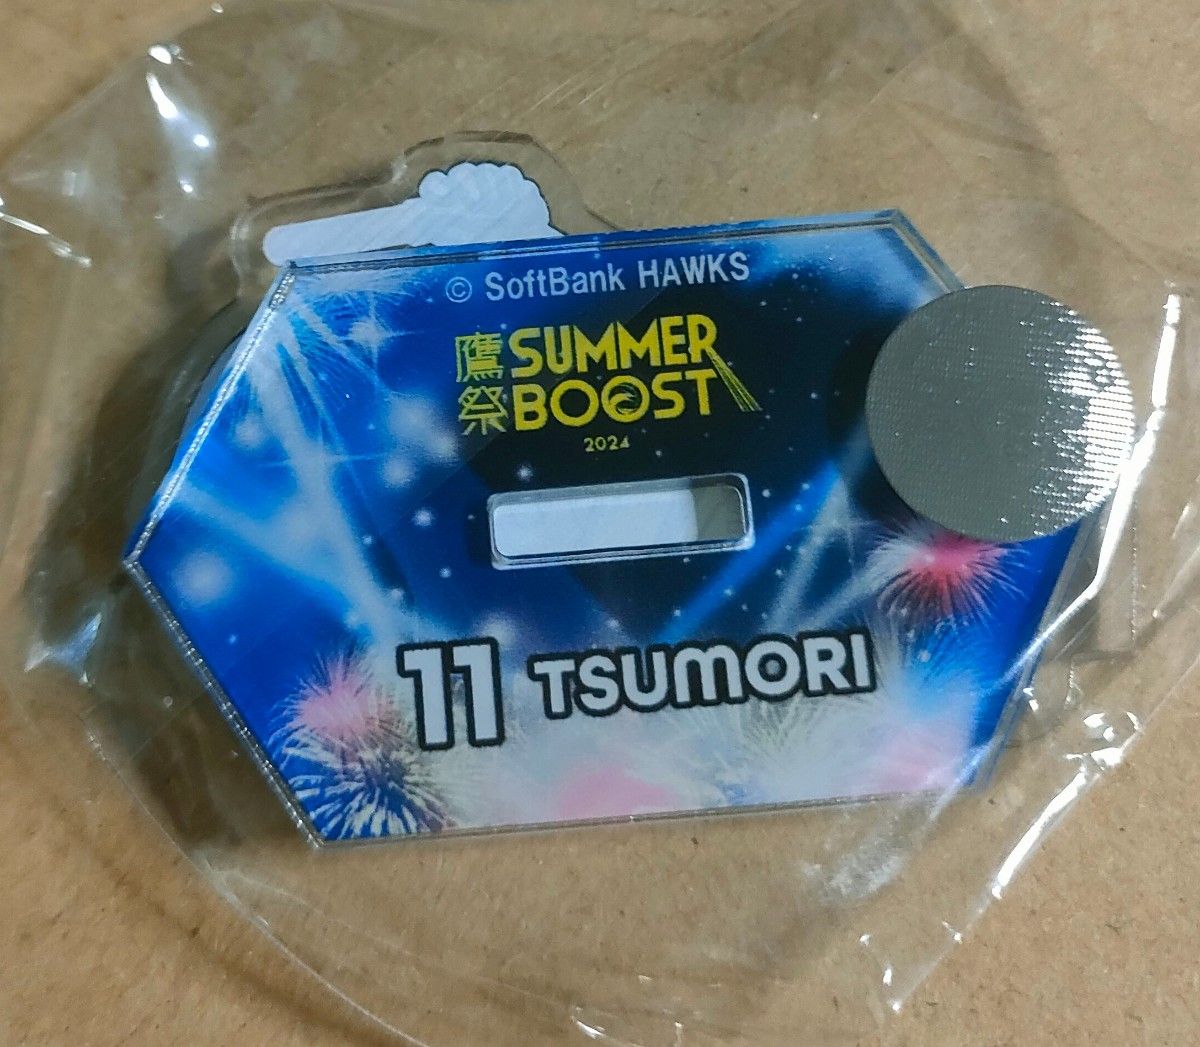 © SoftBank HAWKS
鷹祭 SUMMER BOOST
2024
11 TSUMORI